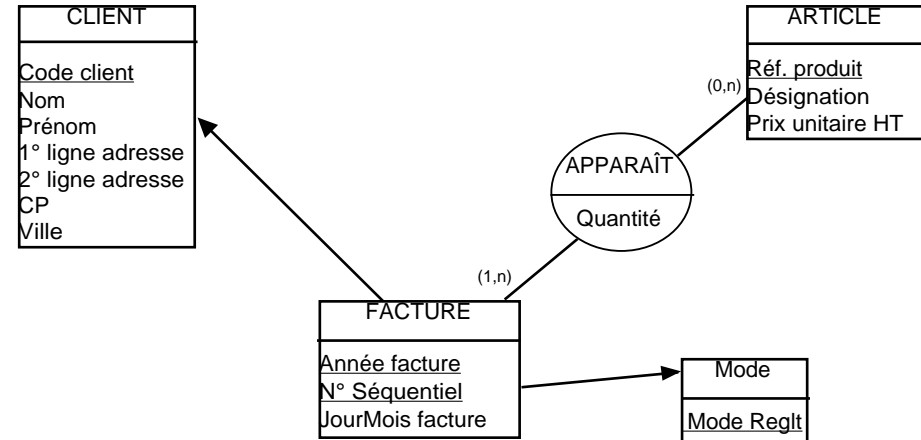 CLIENT
Code client
Nom
Prénom
1° ligne adresse
2° ligne adresse
CP
Ville
ARTICLE
Réf. produit
Désignation
Prix unitaire HT
(0,n)
APPARAÎT
Quantité
(1,n)
FACTURE
Année facture
N° Séquentiel
JourMois facture
Mode
Mode Reglt